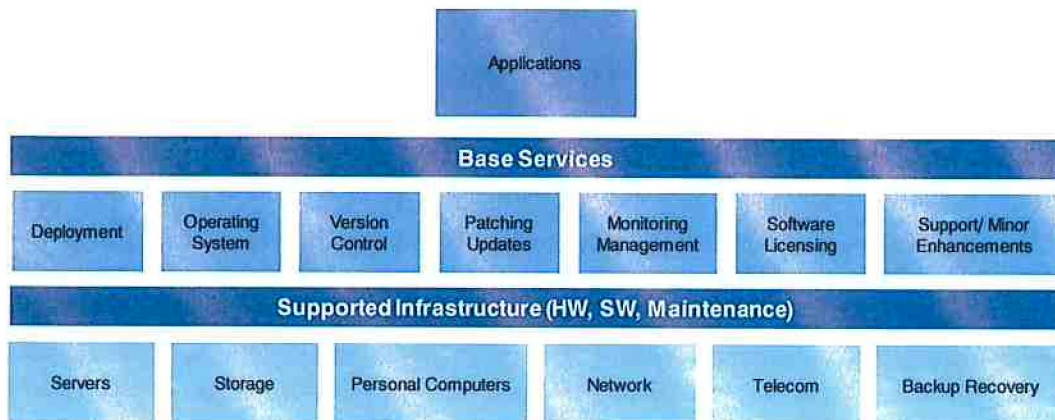 Applications
Base Services
Deployment
Operating
System
Version
Control
Patching
Updates
Monitoring
Management
Software
Licensing
Support/ Minor
Enhancements
Supported Infrastructure (HW, SW, Maintenance)
Servers
Storage
Personal Computers
Network
Telecom
Backup Recovery